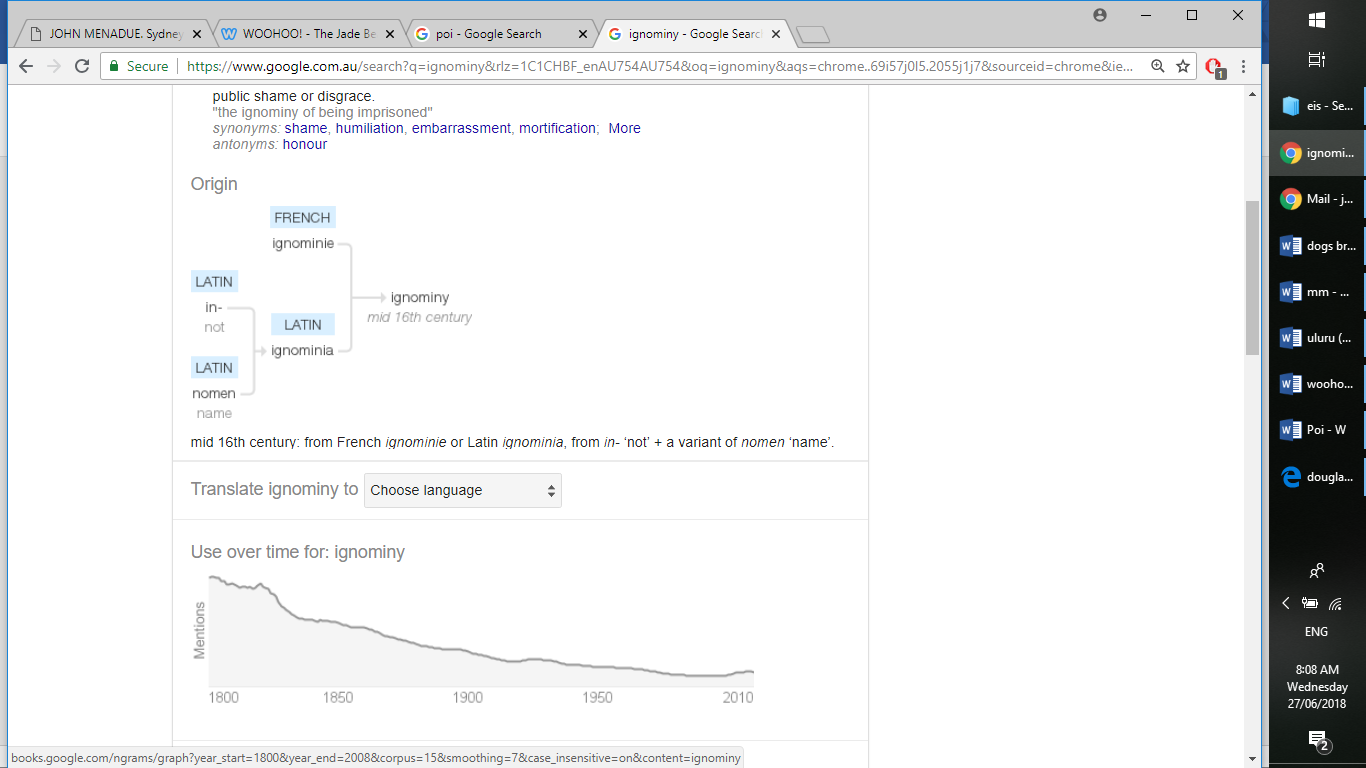 JOHN MENADUE. Sydney
WOOHOO! - The Jade Be
poi - Google Search
ignominy - Google Searc
Secure
https://www.google.com.au/search?q=ignominy&rlz=1C1CHBF_enAU754AU754&oq=ignominy&aqs=chrome..69i57j0l5.2055j1j7&sourceid=chrome&ie...
1
public shame or disgrace.
"the ignominy of being imprisoned"
synonyms: shame, humiliation, embarrassment, mortification; More
antonyms: honour
Origin
FRENCH
ignominie
LATIN
in-
not
LATIN
ignominia
ignominy
mid 16th century
LATIN
nomen
name
mid 16th century: from French ignominie or Latin ignominia, from in- ‘not’ + a variant of nomen ‘name’.
Translate ignominy to
Choose language
Use over time for: ignominy
Mentions
1800
1850
1900
1950
2010
books.google.com/ngrams/graph?year_start=1800&year_end=2008&corpus=15&smoothing=7&case_insensitive=on&content=ignominy
eis - Se...
ignomi...
Mail - j...
dogs br...
mm - ...
uluru (...
wooho...
Poi - W
dougla...
ENG
8:08 AM
Wednesday
27/06/2018
2